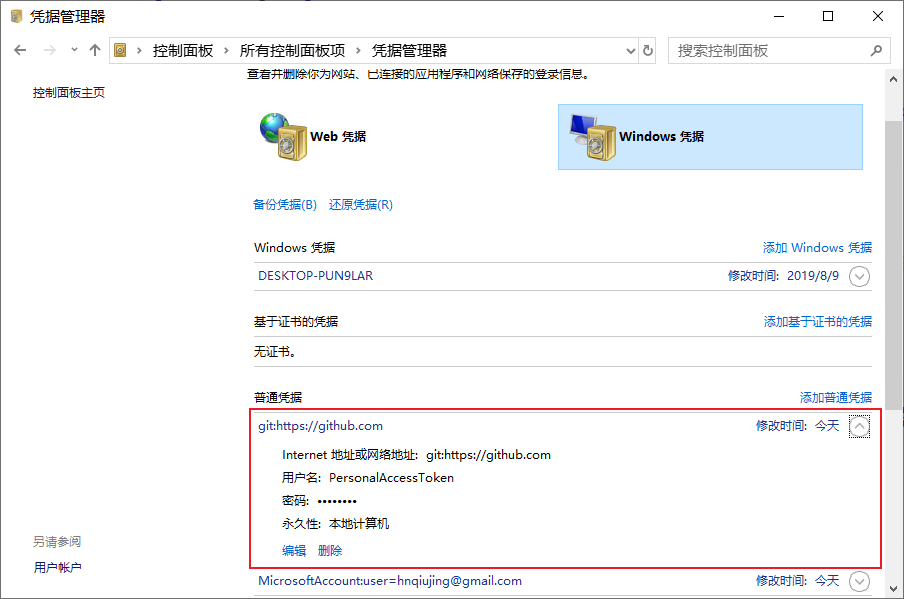 凭据管理器
控制面板 › 所有控制面板项 › 凭据管理器
搜索控制面板
控制面板主页
查看并删除你为网站、已连接的应用程序和网络保存的登录信息。
Web 凭据
Windows 凭据
备份凭据(B) 还原凭据(R)
Windows 凭据 添加 Windows 凭据
DESKTOP-PUN9LAR 修改时间: 2019/8/9
基于证书的凭据 添加基于证书的凭据
无证书。
普通凭据 添加普通凭据
git:https://github.com 修改时间: 今天
Internet 地址或网络地址: git:https://github.com
用户名: PersonalAccessToken
密码: ••••••••
永久性: 本地计算机
编辑 删除
MicrosoftAccount:user=hnqiujing@gmail.com 修改时间: 今天
另请参阅
用户帐户